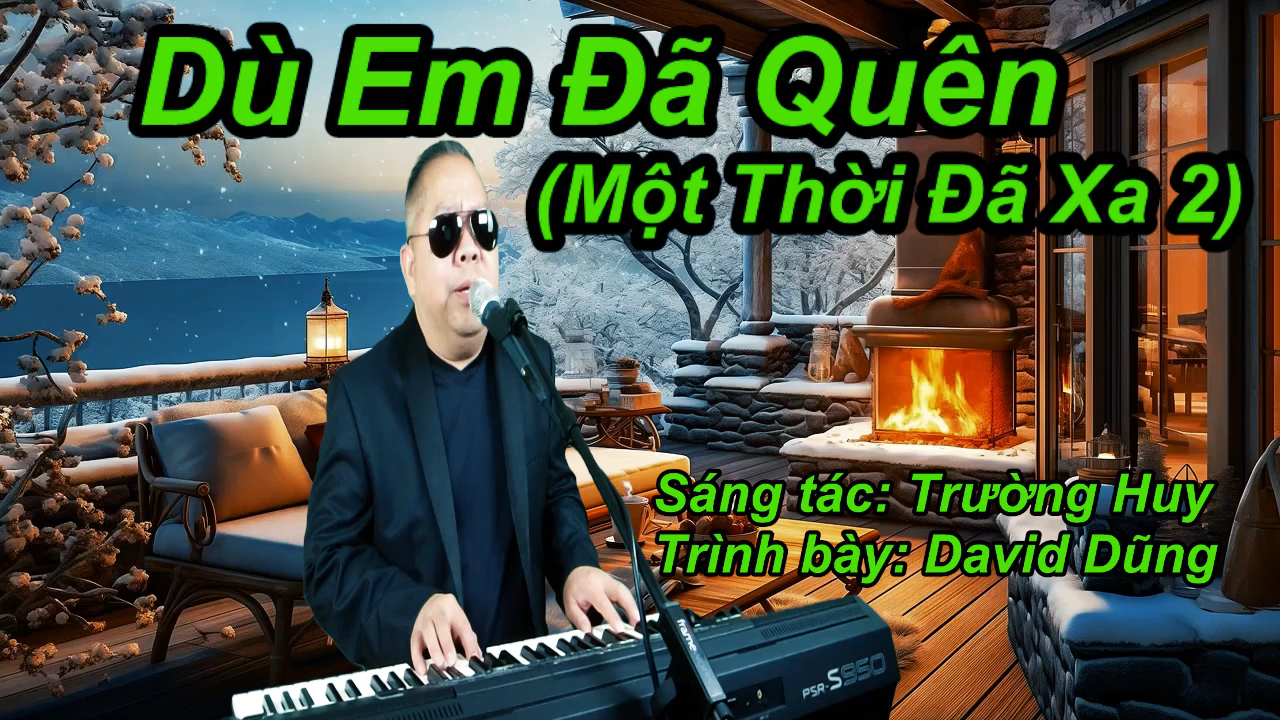 Dù Em Đã Quên
(Một Thời Đã Xa 2)
Sáng tác: Trường Huy
Trình bày: David Dũng
frame
PSR-S950